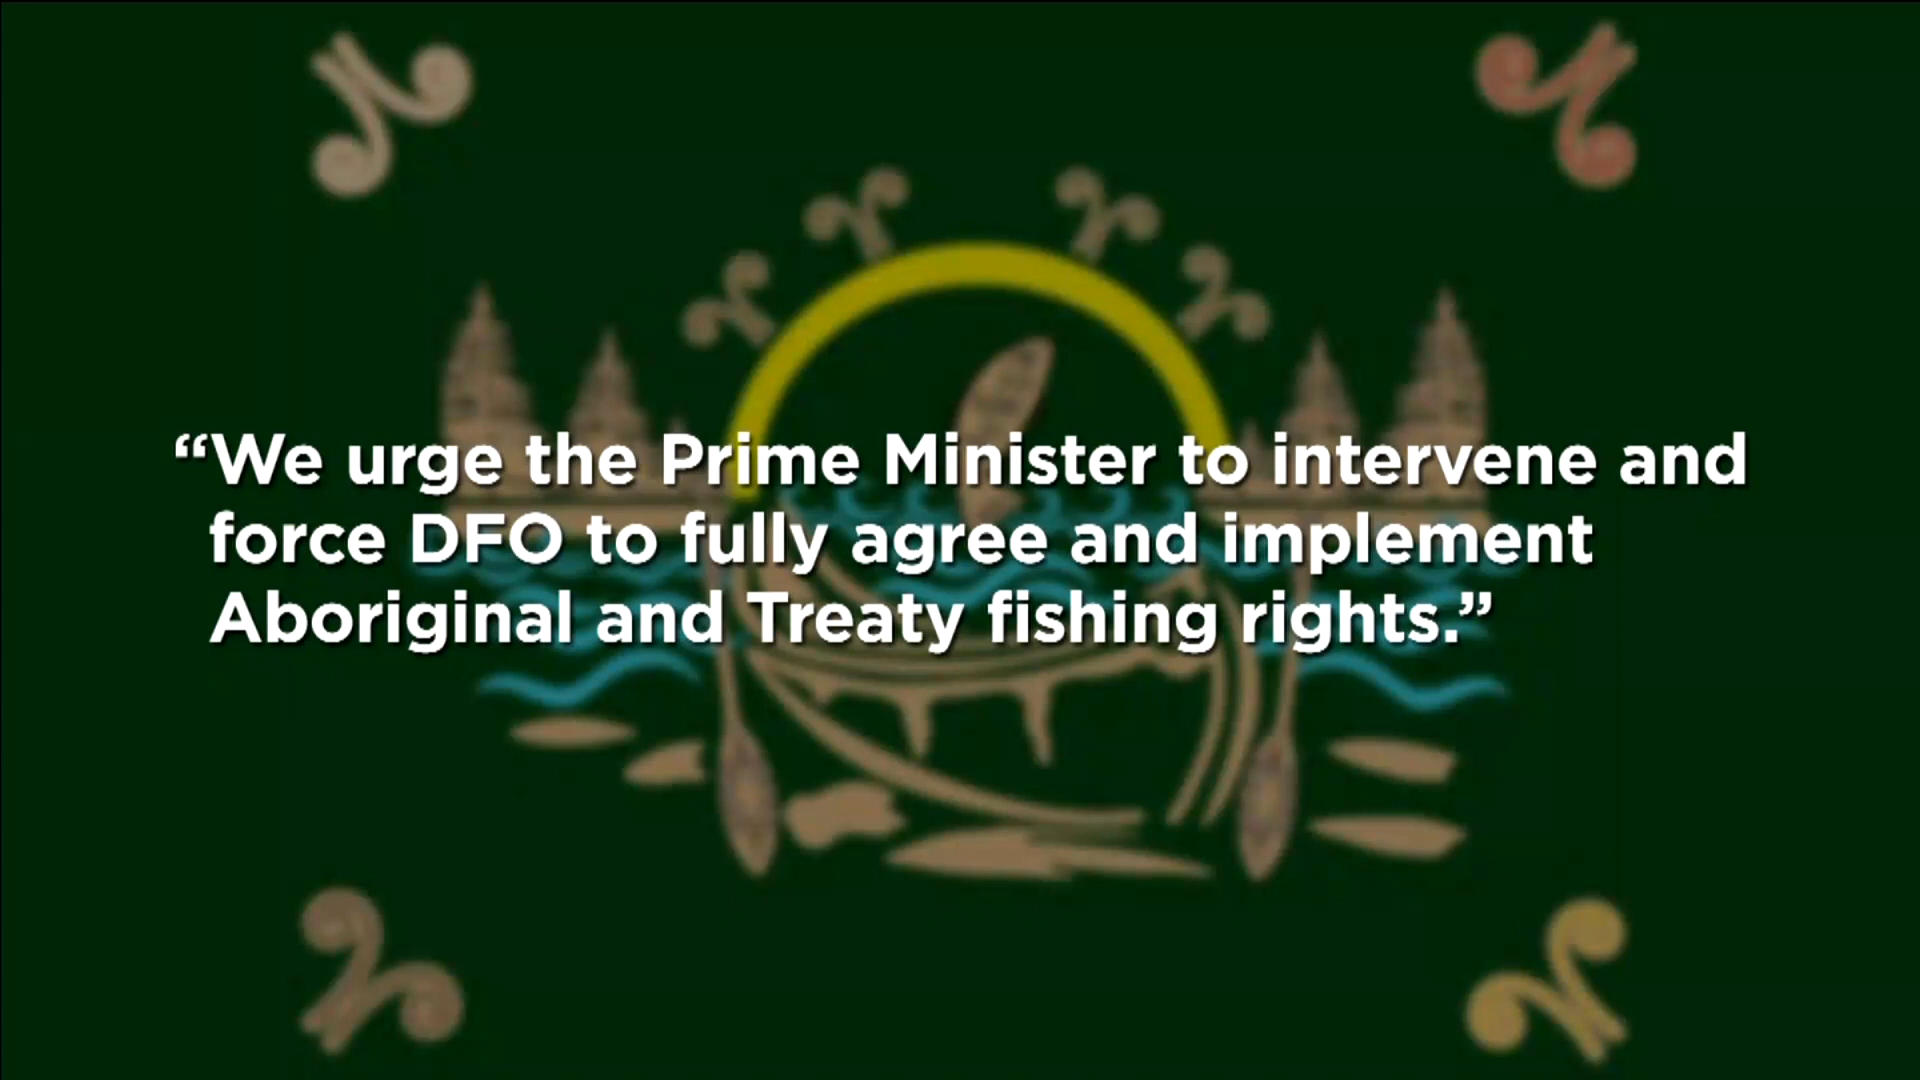 “We urge the Prime Minister to intervene and
force DFO to fully agree and implement
Aboriginal and Treaty fishing rights.”